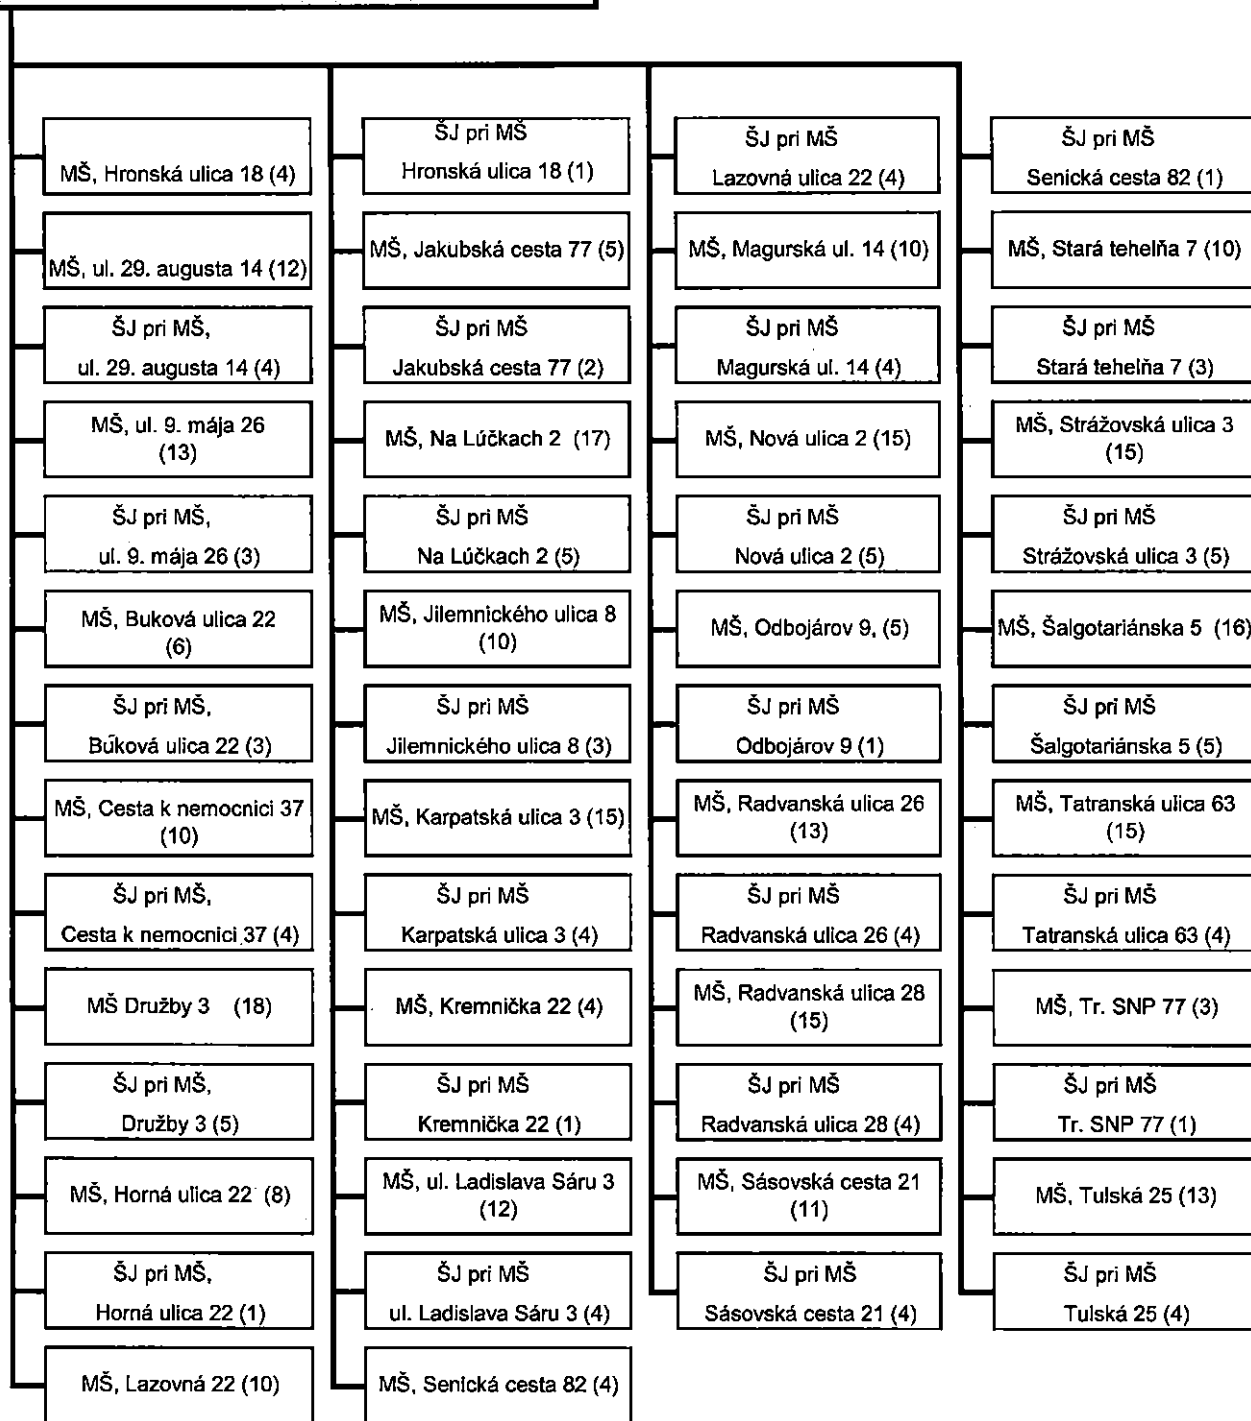 MŠ, Hronská ulica 18 (4)
MŠ, ul. 29. augusta 14 (12)
ŠJ pri MŠ,
ul. 29. augusta 14 (4)
MŠ, ul. 9. mája 26
(13)
ŠJ pri MŠ,
ul. 9. mája 26 (3)
MŠ, Buková ulica 22
(6)
ŠJ pri MŠ,
Buková ulica 22 (3)
MŠ, Cesta k nemocnici 37
(10)
ŠJ pri MŠ,
Cesta k nemocnici 37 (4)
MŠ Družby 3 (18)
ŠJ pri MŠ,
Družby 3 (5)
MŠ, Horná ulica 22 (8)
ŠJ pri MŠ,
Horná ulica 22 (1)
MŠ, Lazovná 22 (10)
ŠJ pri MŠ
Hronská ulica 18 (1)
MŠ, Jakubská cesta 77 (5)
ŠJ pri MŠ
Jakubská cesta 77 (2)
MŠ, Na Lúčkach 2 (17)
ŠJ pri MŠ
Na Lúčkach 2 (5)
MŠ, Jilemnického ulica 8
(10)
ŠJ pri MŠ
Jilemnického ulica 8 (3)
MŠ, Karpatská ulica 3 (15)
ŠJ pri MŠ
Karpatská ulica 3 (4)
MŠ, Kremnička 22 (4)
ŠJ pri MŠ
Kremnička 22 (1)
MŠ, ul. Ladislava Sáru 3
(12)
ŠJ pri MŠ
ul. Ladislava Sáru 3 (4)
MŠ, Senická cesta 82 (4)
ŠJ pri MŠ
Lazovná ulica 22 (4)
MŠ, Magurská ul. 14 (10)
ŠJ pri MŠ
Magurská ul. 14 (4)
MŠ, Nová ulica 2 (15)
ŠJ pri MŠ
Nová ulica 2 (5)
MŠ, Odbojárov 9, (5)
ŠJ pri MŠ
Odbojárov 9 (1)
MŠ, Radvanská ulica 26
(13)
ŠJ pri MŠ
Radvanská ulica 26 (4)
MŠ, Radvanská ulica 28
(15)
ŠJ pri MŠ
Radvanská ulica 28 (4)
MŠ, Sásovská cesta 21
(11)
ŠJ pri MŠ
Sásovská cesta 21 (4)
ŠJ pri MŠ
Senická cesta 82 (1)
MŠ, Stará tehelňa 7 (10)
ŠJ pri MŠ
Stará tehelňa 7 (3)
MŠ, Strážovská ulica 3
(15)
ŠJ pri MŠ
Strážovská ulica 3 (5)
MŠ, Šalgotariánska 5 (16)
ŠJ pri MŠ
Šalgotariánska 5 (5)
MŠ, Tatranská ulica 63
(15)
ŠJ pri MŠ
Tatranská ulica 63 (4)
MŠ, Tr. SNP 77 (3)
ŠJ pri MŠ
Tr. SNP 77 (1)
MŠ, Tulská 25 (13)
ŠJ pri MŠ
Tulská 25 (4)